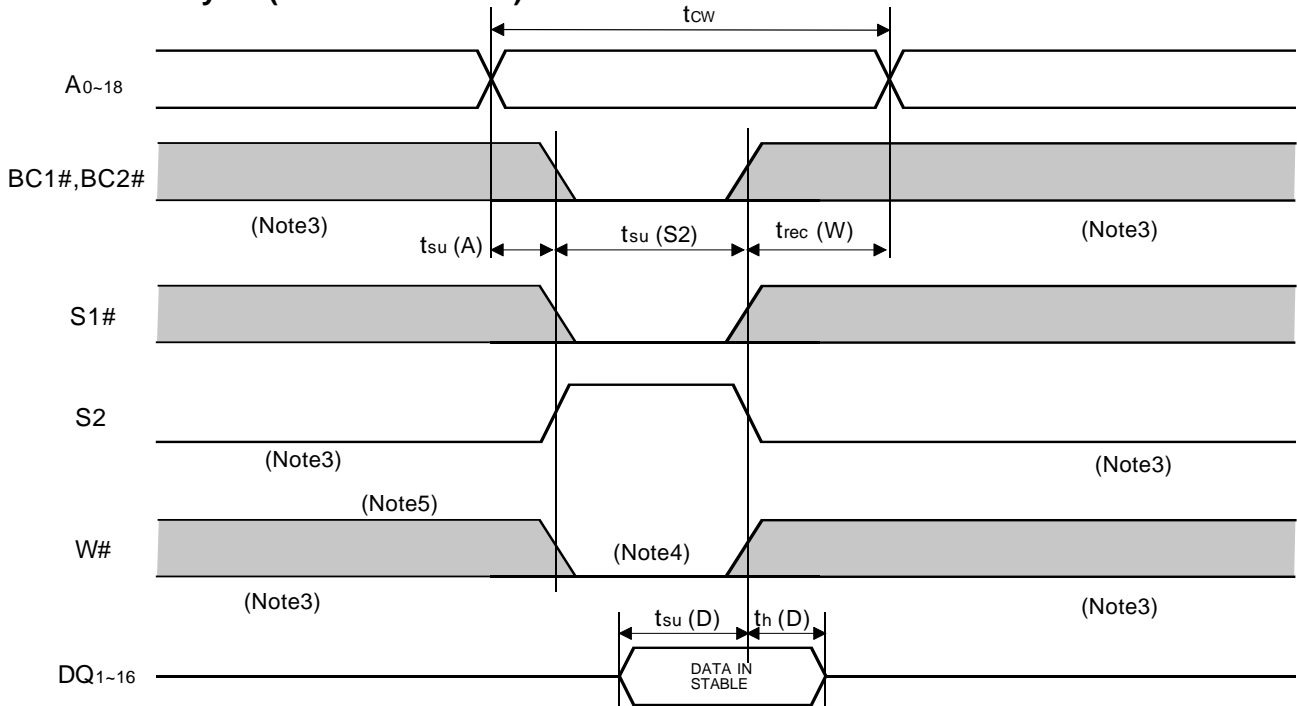 tCW
A0~18
BC1#,BC2#
(Note3)
tsu (A)
tsu (S2)
trec (W)
(Note3)
S1#
S2
(Note3)
(Note3)
(Note5)
W#
(Note4)
(Note3)
(Note3)
tsu (D)
th (D)
DQ1~16
DATA IN
STABLE